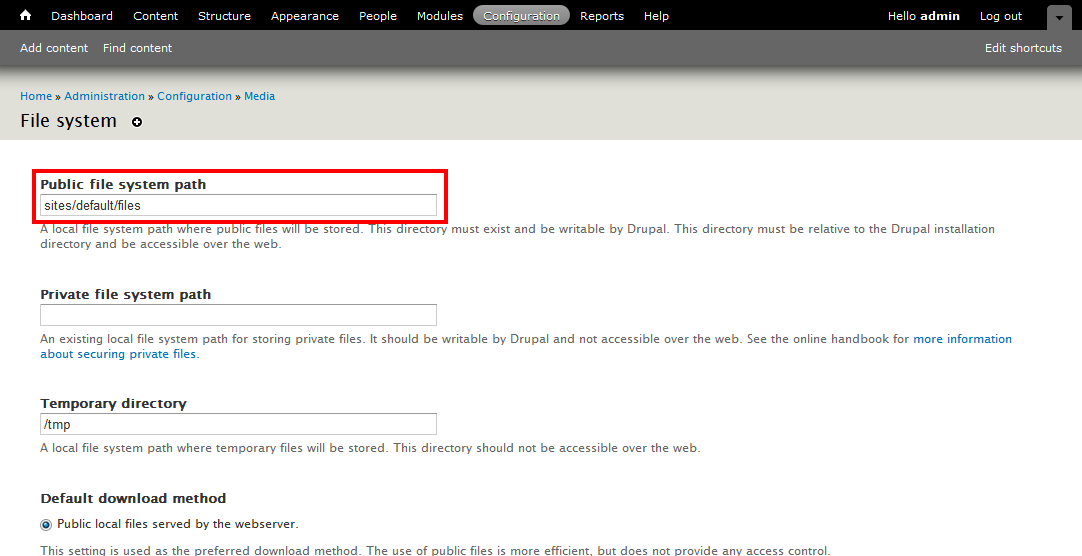 Dashboard Content Structure Appearance People Modules Configuration Reports Help Hello admin Log out
Add content Find content Edit shortcuts
Home » Administration » Configuration » Media
File system
Public file system path
sites/default/files
A local file system path where public files will be stored. This directory must exist and be writable by Drupal. This directory must be relative to the Drupal installation
directory and be accessible over the web.
Private file system path
An existing local file system path for storing private files. It should be writable by Drupal and not accessible over the web. See the online handbook for more information
about securing private files.
Temporary directory
/tmp
A local file system path where temporary files will be stored. This directory should not be accessible over the web.
Default download method
Public local files served by the webserver.
This setting is used as the preferred download method. The use of public files is more efficient, but does not provide any access control.